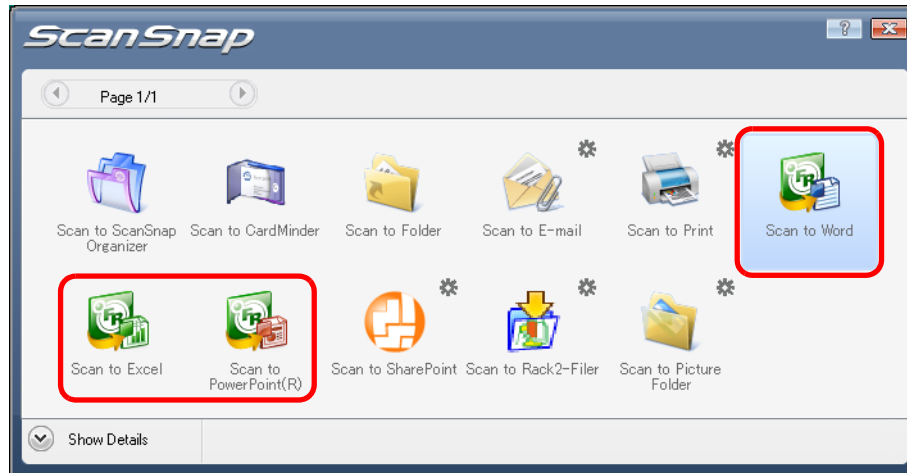 ScanSnap
?
Page 1/1
Scan to ScanSnap
Organizer
Scan to CardMinder
Scan to Folder
Scan to E-mail
Scan to Print
Scan to Word
Scan to Excel
Scan to
PowerPoint(R)
Scan to SharePoint
Scan to Rack2-Filer
Scan to Picture
Folder
Show Details